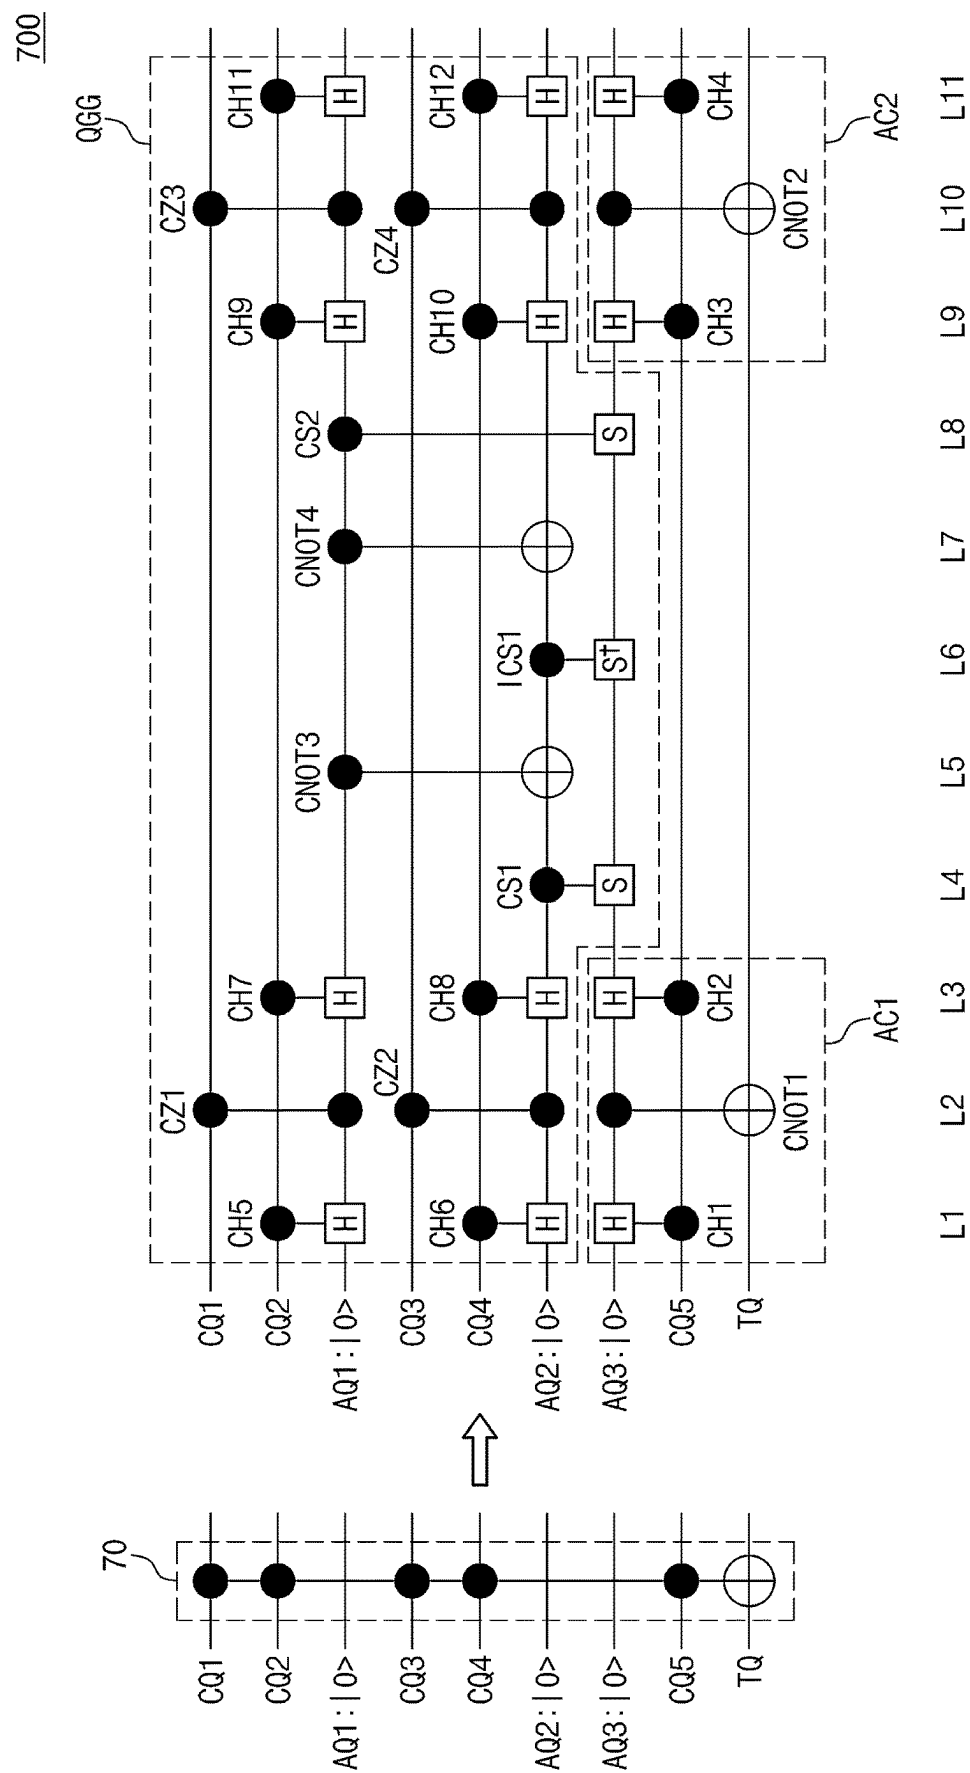 700
70
CQ1
CQ2
AQ1:|0>
CQ3
CQ4
AQ2:|0>
AQ3:|0>
CQ5
TQ
QGG
CQ1
CQ2
AQ1:|0>
CQ3
CQ4
AQ2:|0>
AQ3:|0>
CQ5
TQ
CZ1
CZ3
CH5
CH7
CH9
CH11
H
H
CNOT3
CNOT4
CS2
H
H
CZ2
CZ4
CH6
CH8
CS1
ICS1
CH10
CH12
H
H
H
H
H
H
S
S†
S
H
H
CH1
CH2
CH3
CH4
CNOT1
CNOT2
AC1
AC2
L1
L2
L3
L4
L5
L6
L7
L8
L9
L10
L11